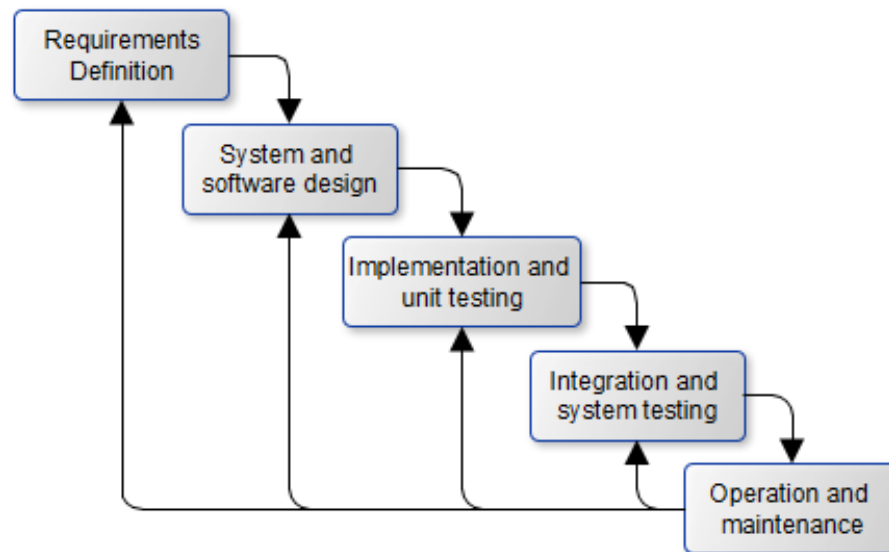 Requirements
Definition
System and
software design
Implementation and
unit testing
Integration and
system testing
Operation and
maintenance